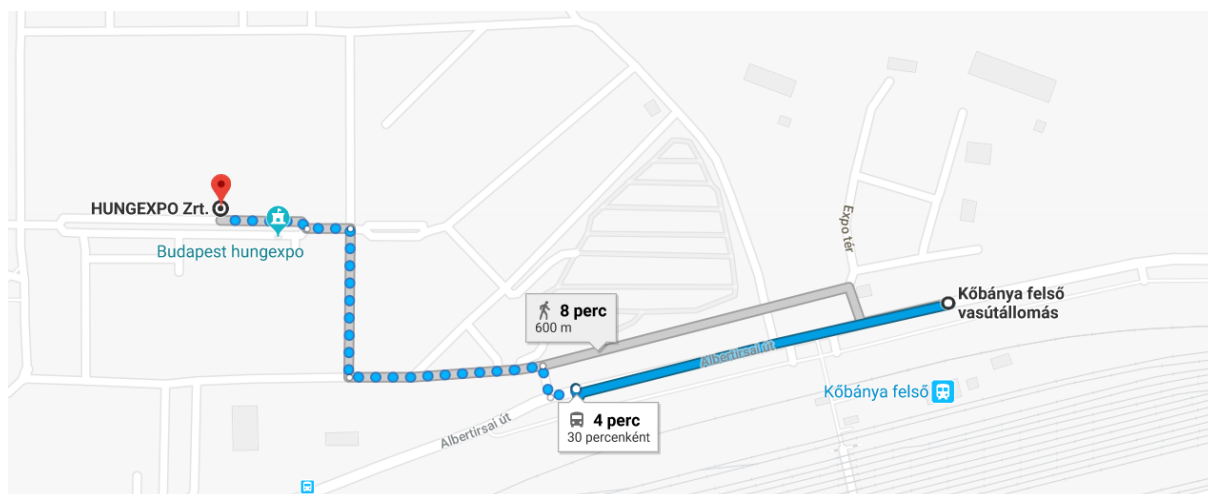 HUNGEXPO Zrt.
Budapest hungexpo
Expo tér
8 perc
600 m
Kőbánya felső
vasútállomás
Albertirsai út
Kőbánya felső
4 perc
30 percenként
Albertirsai út